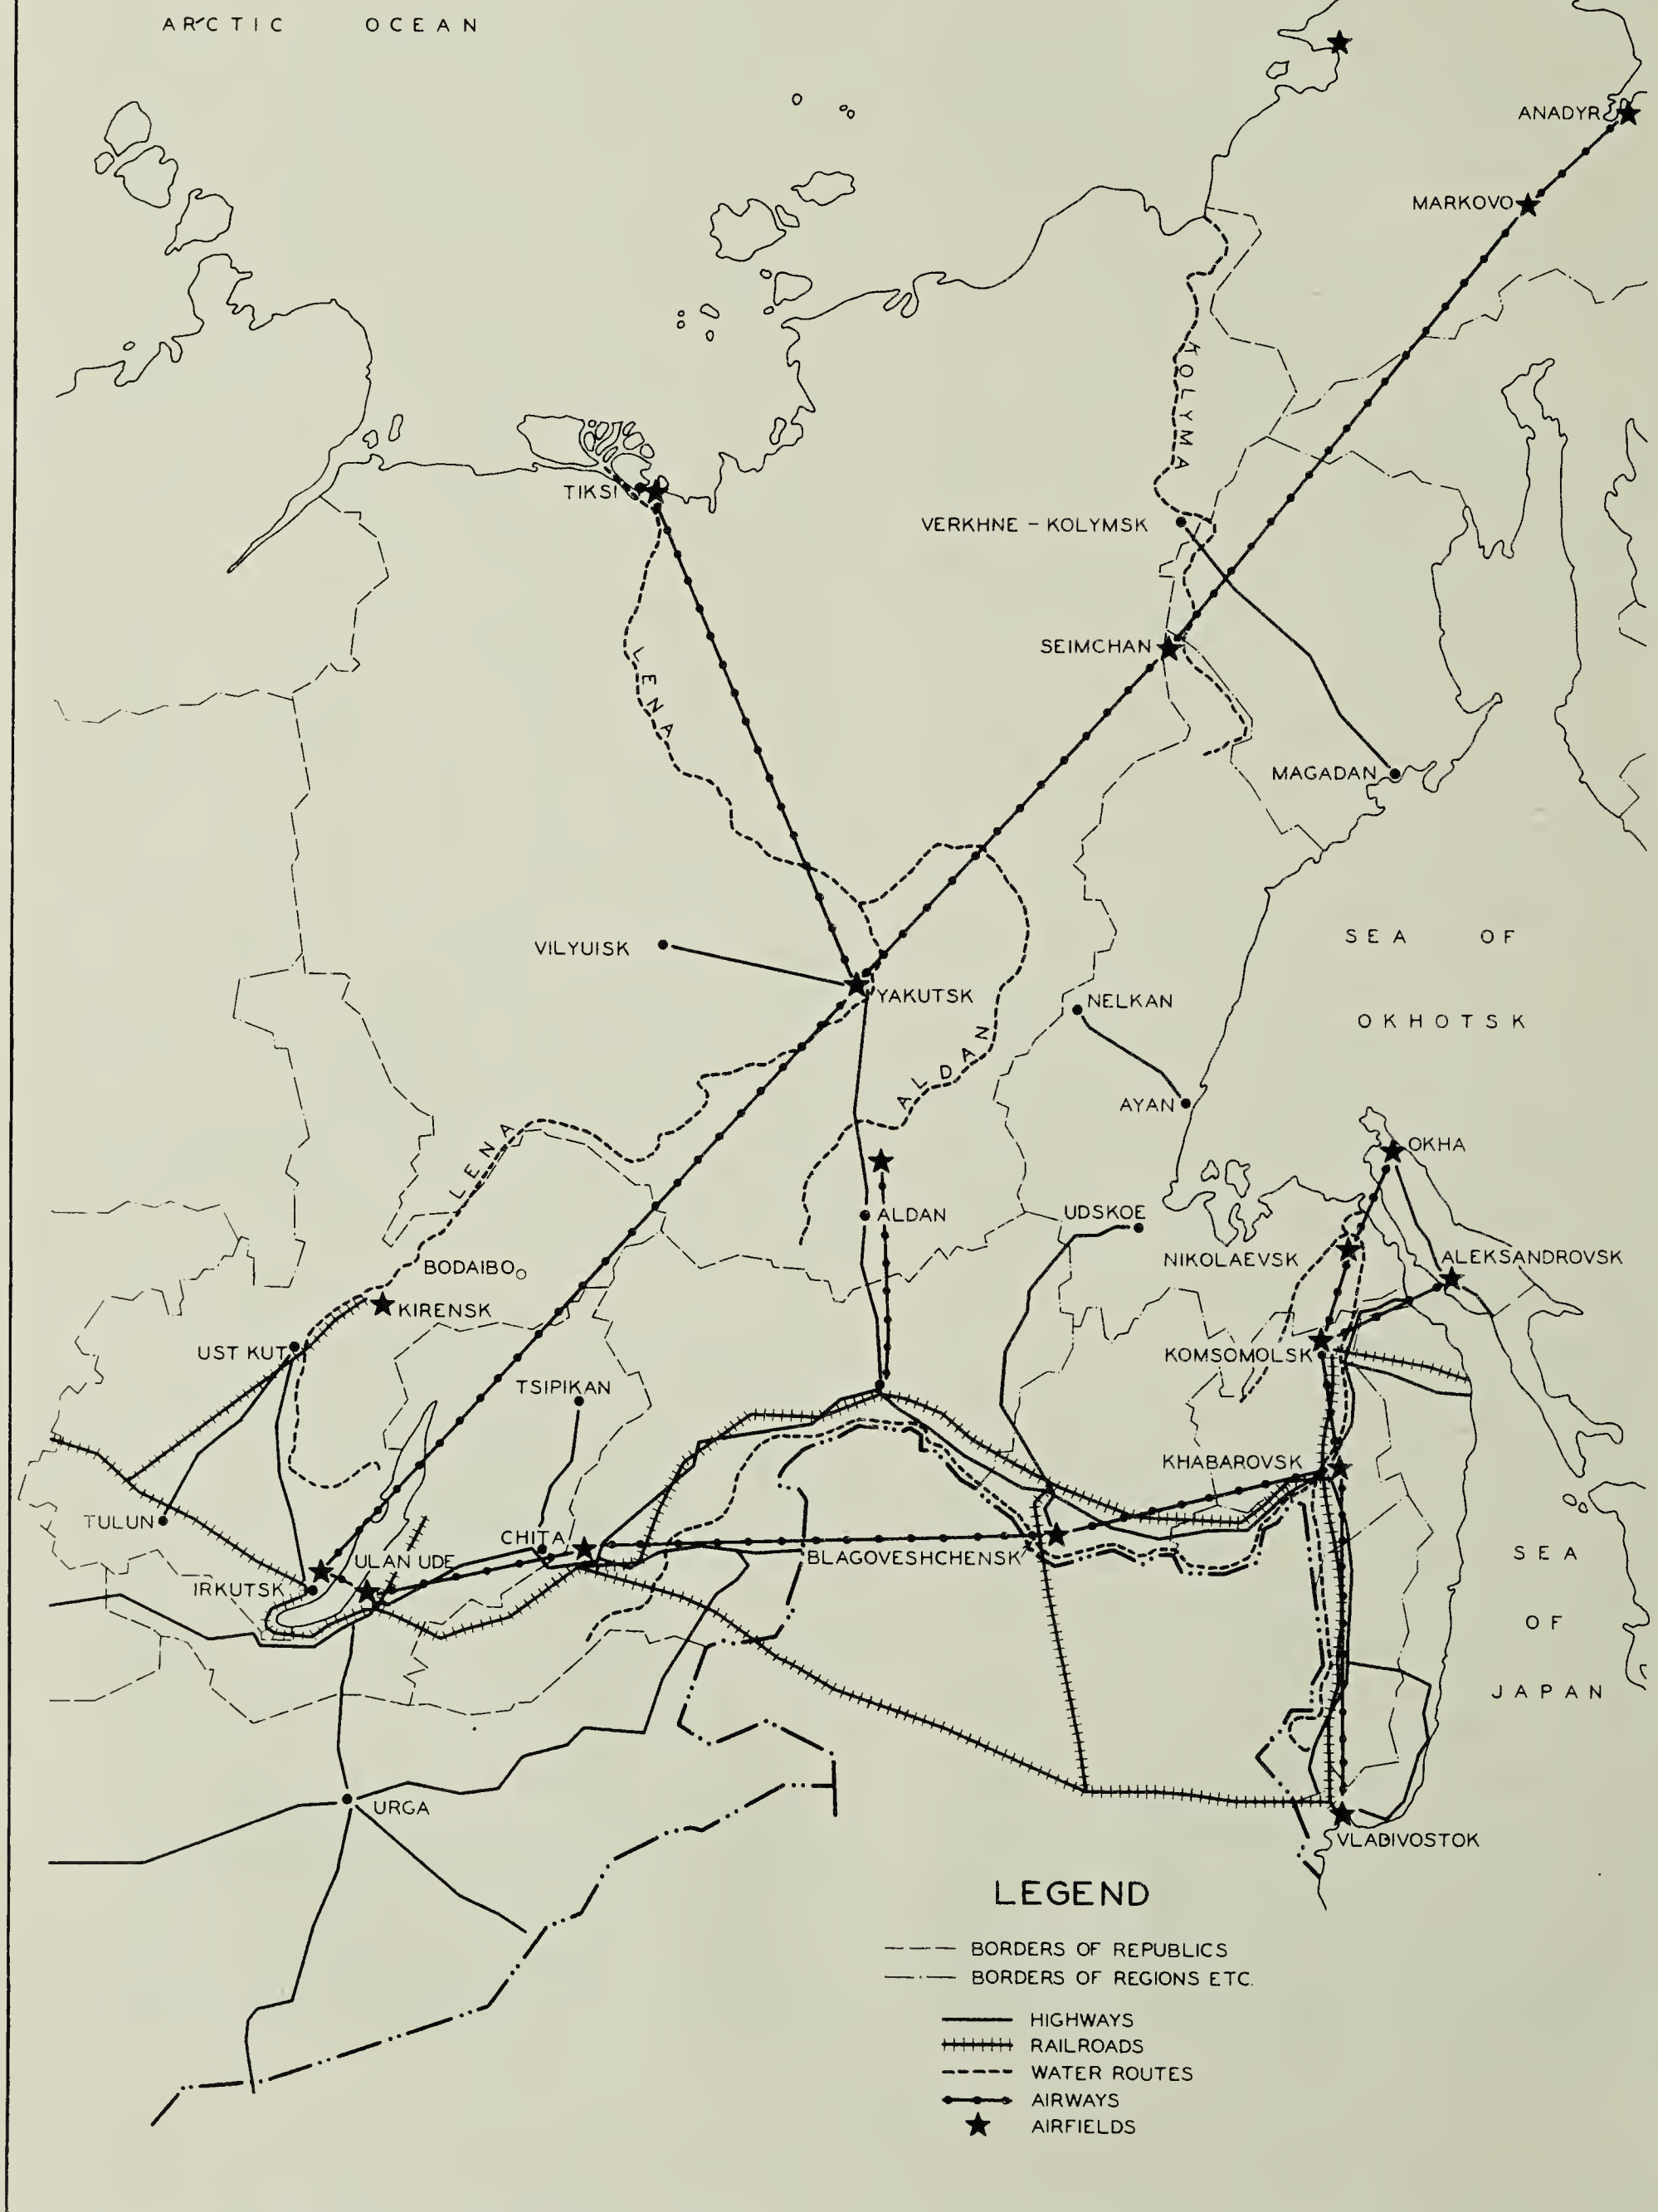 ARCTIC OCEAN
ANADYR
MARKOVO
KOLYMA
TIKSI
VERKHNE - KOLYMSK
SEIMCHAN
LENA
MAGADAN
SEA OF
OKHOTSK
VILYUISK
YAKUTSK
NELKAN
ALDAN
AYAN
LENA
OKHA
ALDAN
UDSKOE
NIKOLAEVSK
ALEKSANDROVSK
BODAIBO
KIRENSK
UST KUT
KOMSOMOLSK
TSIPIKAN
KHABAROVSK
TULUN
CHITA
ULAN UDE
BLAGOVESHCHENSK
IRKUTSK
SEA
OF
JAPAN
URGA
VLADIVOSTOK
LEGEND
BORDERS OF REPUBLICS
BORDERS OF REGIONS ETC.
HIGHWAYS
RAILROADS
WATER ROUTES
AIRWAYS
AIRFIELDS